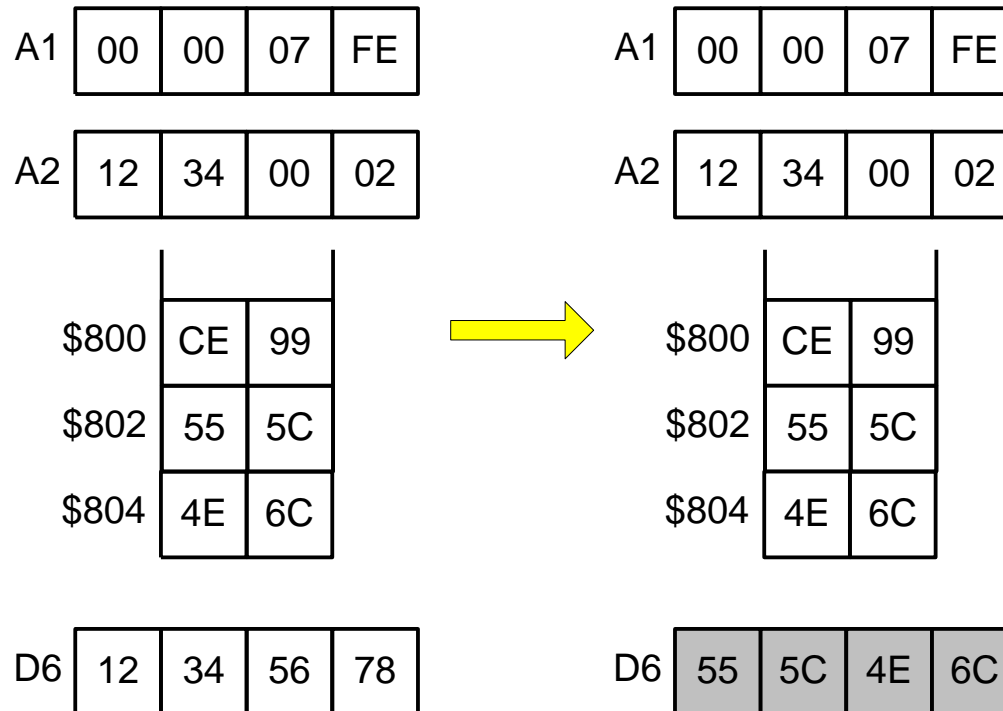 A1 00 00 07 FE A1 00 00 07 FE
A2 12 34 00 02 A2 12 34 00 02
$800 CE 99 $800 CE 99
$802 55 5C $802 55 5C
$804 4E 6C $804 4E 6C
D6 12 34 56 78 D6 55 5C 4E 6C